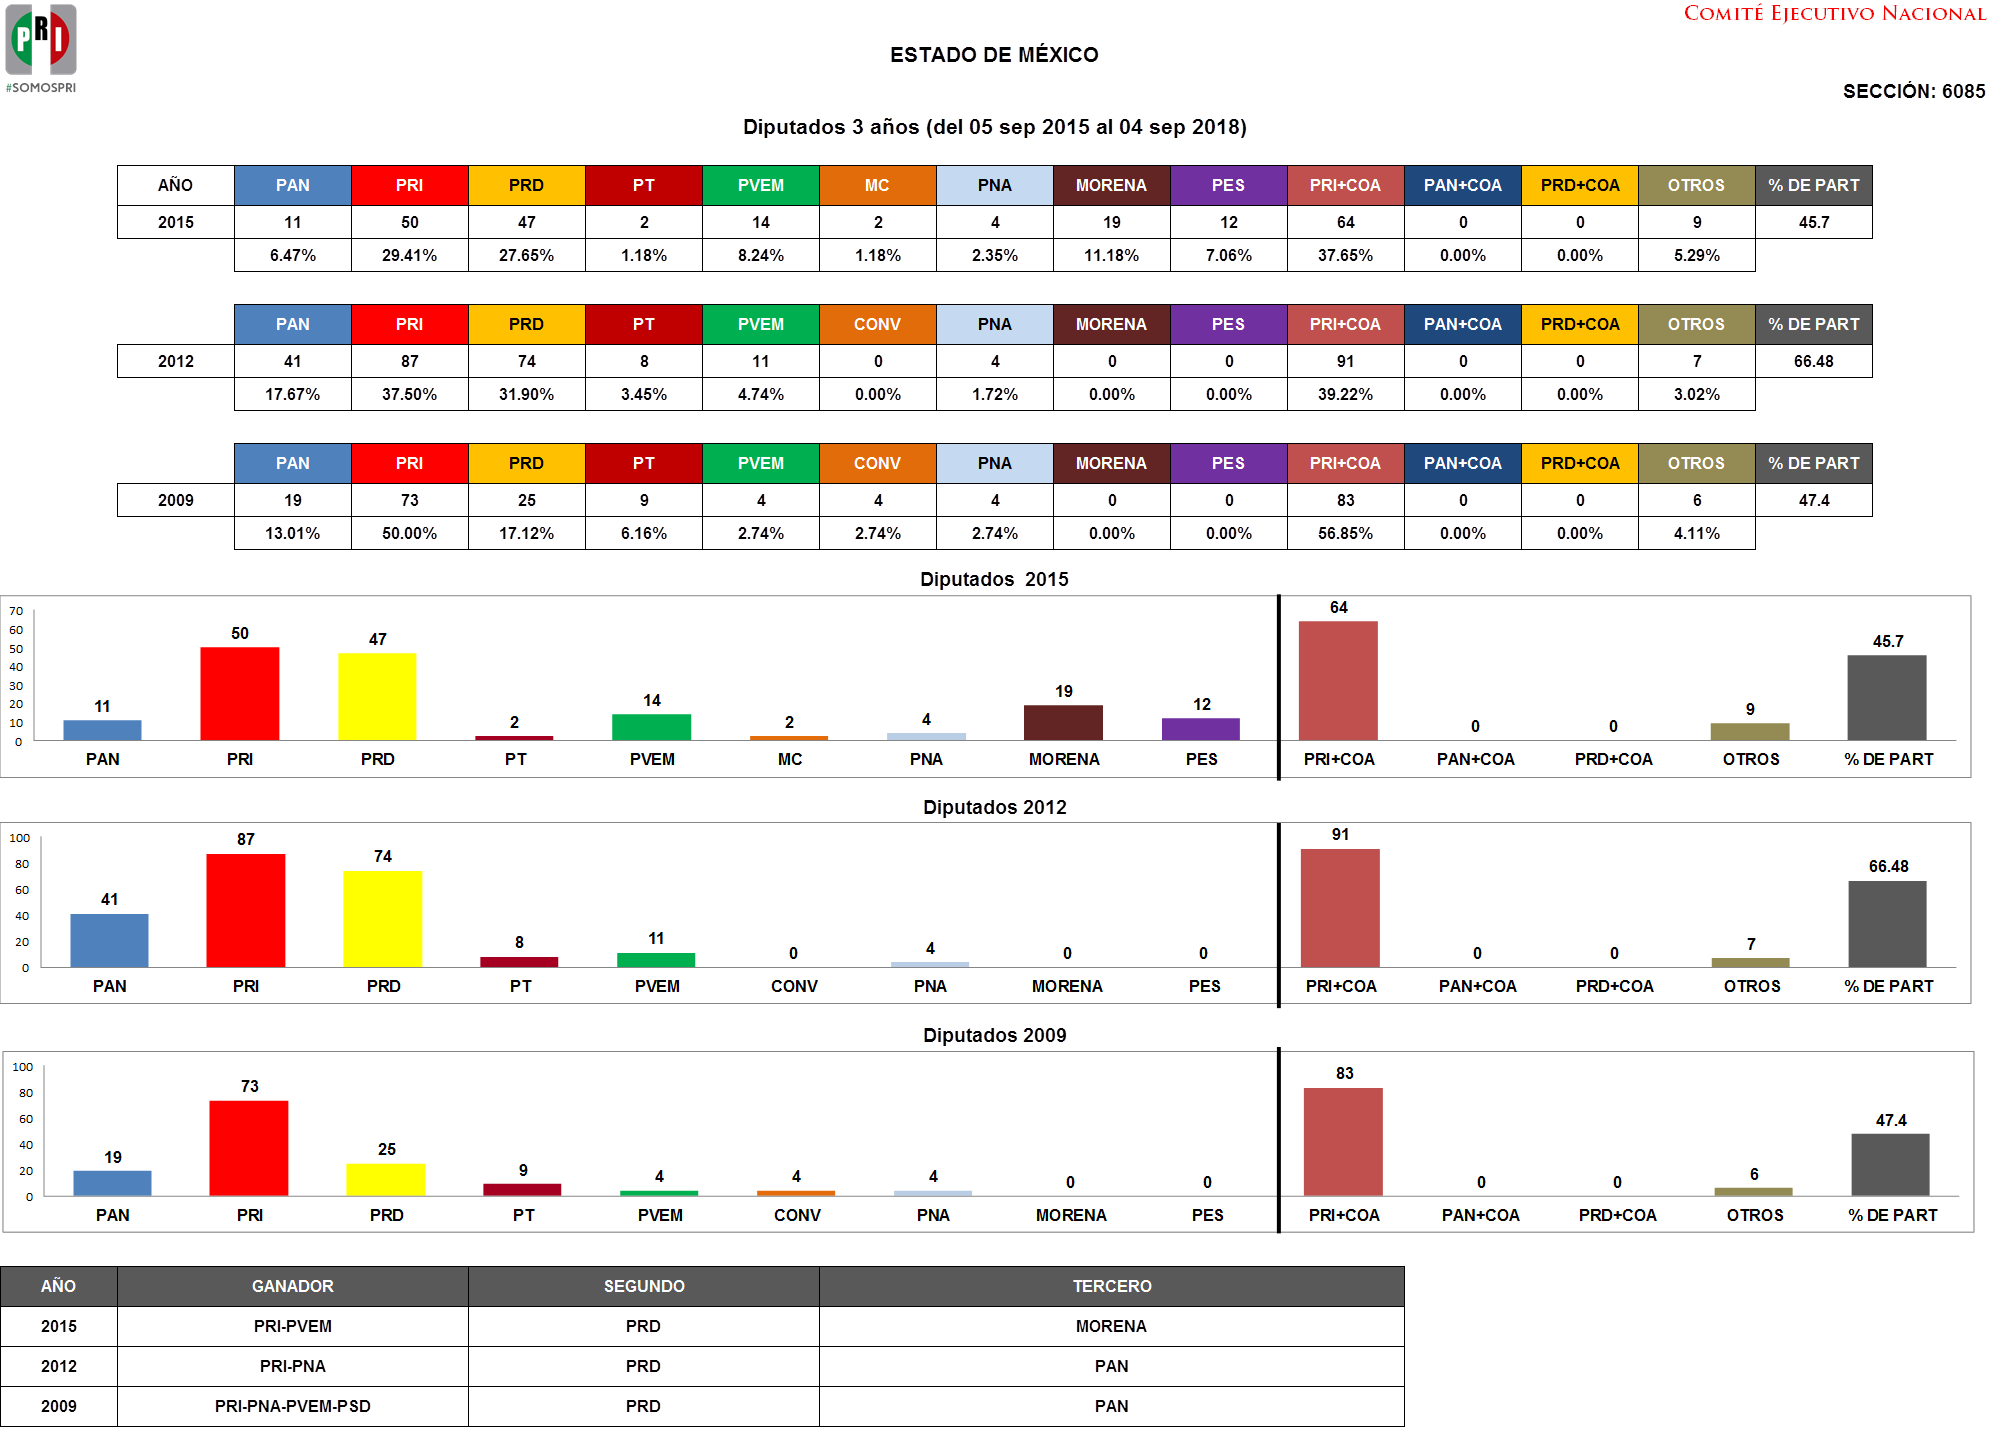 COMITÉ EJECUTIVO NACIONAL
PRI
#SOMOSPRI
ESTADO DE MÉXICO
SECCIÓN: 6085
Diputados 3 años (del 05 sep 2015 al 04 sep 2018)
AÑO PAN PRI PRD PT PVEM MC PNA MORENA PES PRI+COA PAN+COA PRD+COA OTROS % DE PART
2015 11 50 47 2 14 2 4 19 12 64 0 0 9 45.7
6.47% 29.41% 27.65% 1.18% 8.24% 1.18% 2.35% 11.18% 7.06% 37.65% 0.00% 0.00% 5.29%
PAN PRI PRD PT PVEM CONV PNA MORENA PES PRI+COA PAN+COA PRD+COA OTROS % DE PART
2012 41 87 74 8 11 0 4 0 0 91 0 0 7 66.48
17.67% 37.50% 31.90% 3.45% 4.74% 0.00% 1.72% 0.00% 0.00% 39.22% 0.00% 0.00% 3.02%
PAN PRI PRD PT PVEM CONV PNA MORENA PES PRI+COA PAN+COA PRD+COA OTROS % DE PART
2009 19 73 25 9 4 4 4 0 0 83 0 0 6 47.4
13.01% 50.00% 17.12% 6.16% 2.74% 2.74% 2.74% 0.00% 0.00% 56.85% 0.00% 0.00% 4.11%
Diputados 2015
70
60
50
40
30
20
10
0
11 50 47 2 14 2 4 19 12 64 0 0 9 45.7
PAN PRI PRD PT PVEM MC PNA MORENA PES PRI+COA PAN+COA PRD+COA OTROS % DE PART
Diputados 2012
100
80
60
40
20
0
41 87 74 8 11 0 4 0 0 91 0 0 7 66.48
PAN PRI PRD PT PVEM CONV PNA MORENA PES PRI+COA PAN+COA PRD+COA OTROS % DE PART
Diputados 2009
100
80
60
40
20
0
19 73 25 9 4 4 4 0 0 83 0 0 6 47.4
PAN PRI PRD PT PVEM CONV PNA MORENA PES PRI+COA PAN+COA PRD+COA OTROS % DE PART
AÑO GANADOR SEGUNDO TERCERO
2015 PRI-PVEM PRD MORENA
2012 PRI-PNA PRD PAN
2009 PRI-PNA-PVEM-PSD PRD PAN